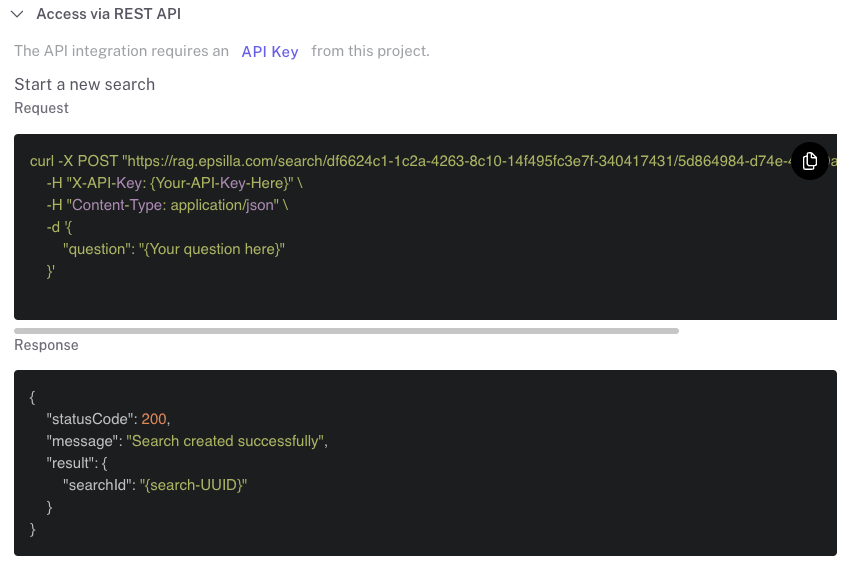 Access via REST API
The API integration requires an API Key from this project.
Start a new search
Request
curl -X POST "https://rag.epsilla.com/search/df6624c1-1c2a-4263-8c10-14f495fc3e7f-340417431/5d864984-d74e-
-H "X-API-Key: {Your-API-Key-Here}" \
-H "Content-Type: application/json" \
-d '{
"question": "{Your question here}"
}'
Response
{
"statusCode": 200,
"message": "Search created successfully",
"result": {
"searchId": "{search-UUID}"
}
}